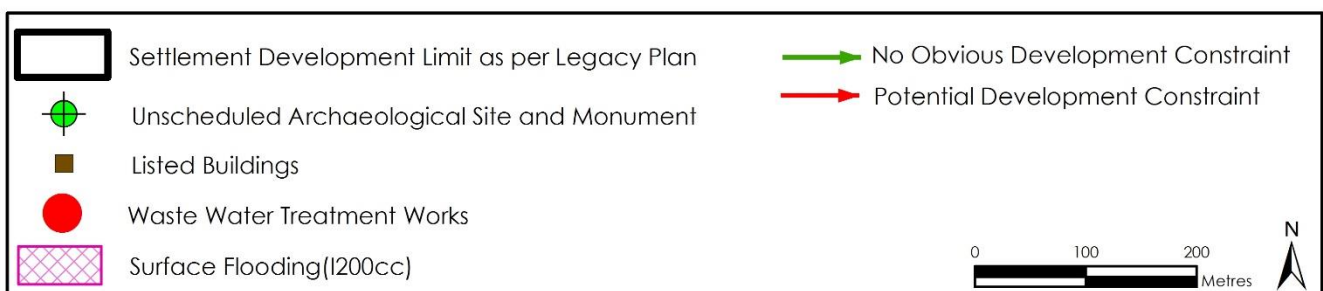 Settlement Development Limit as per Legacy Plan
Unscheduled Archaeological Site and Monument
Listed Buildings
Waste Water Treatment Works
Surface Flooding(I200cc)
No Obvious Development Constraint
Potential Development Constraint
0 100 200
Metres
N